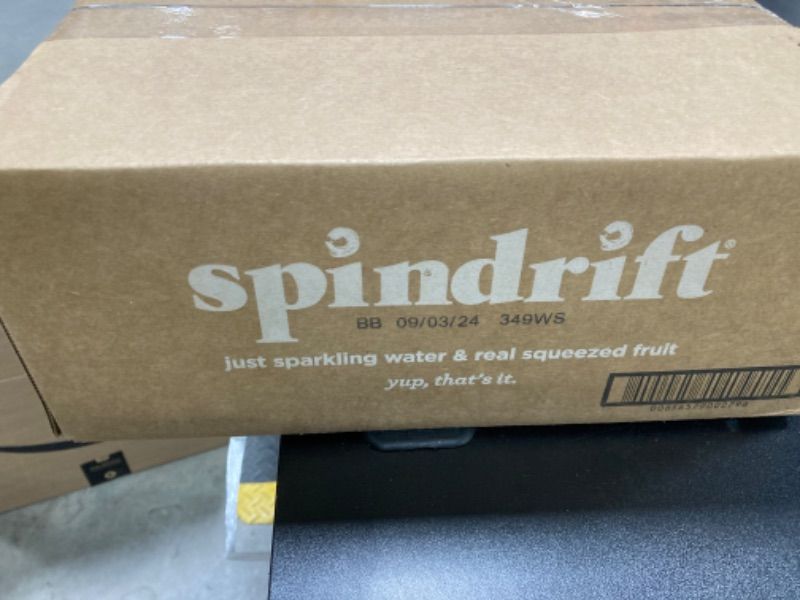 spindrift®
BB 09/03/24 349WS
just sparkling water & real squeezed fruit
yup, that's it.